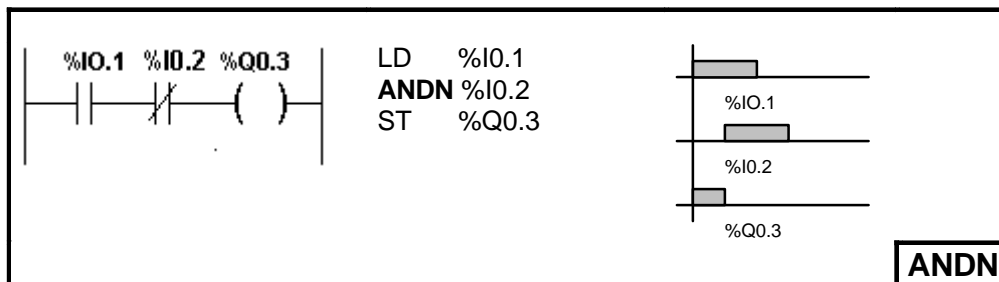 %IO.1 %I0.2 %Q0.3
LD %I0.1
ANDN %I0.2
ST %Q0.3
%IO.1
%I0.2
%Q0.3
ANDN